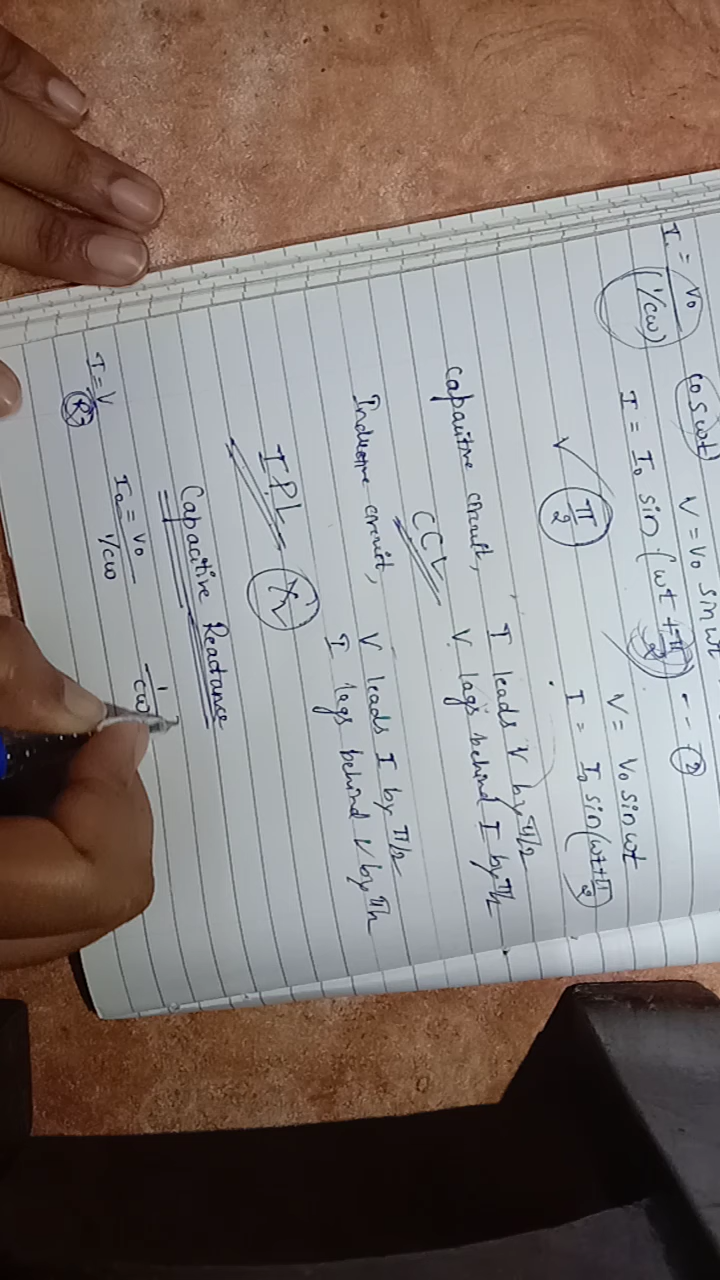 I = V₀/(1/cω) cos ωt) V = V₀ sin ωt
I = I₀ sin (ωt + π/2) -- ②
√ π/2 V = V₀ sin ωt
I = I₀ sin(ωt+π/2)
capacitive circuit, I leads V by π/2
V lags behind I by π/2
Inductive circuit, V leads I by π/2
I lags behind V by π/2
Capacitive Reactance
I = V/R I₀ = V₀/(1/cω) 1/cω